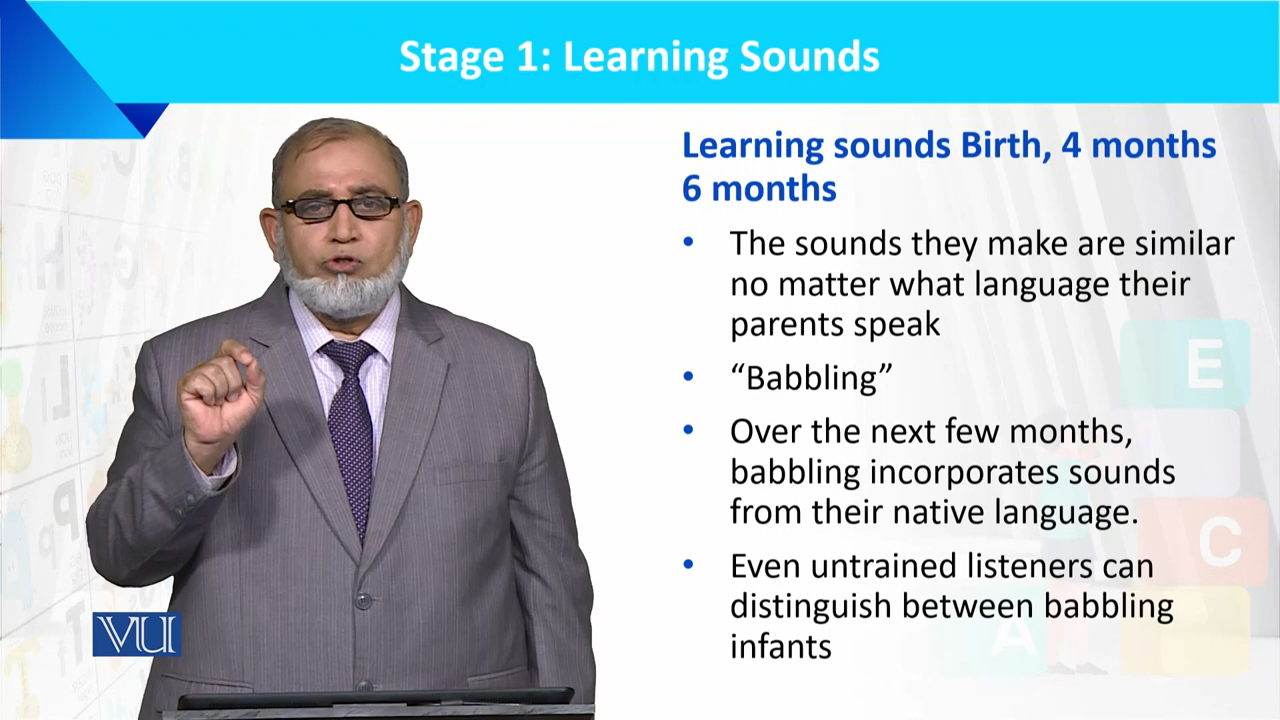 Stage 1: Learning Sounds
Learning sounds Birth, 4 months
6 months
• The sounds they make are similar
no matter what language their
parents speak
• “Babbling”
• Over the next few months,
babbling incorporates sounds
from their native language.
• Even untrained listeners can
distinguish between babbling
infants
VU
E
C
A